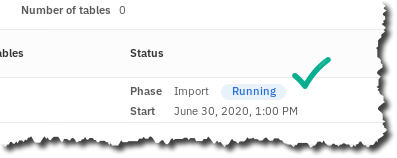 Number of tables 0
ables Status
Phase Import Running
Start June 30, 2020, 1:00 PM